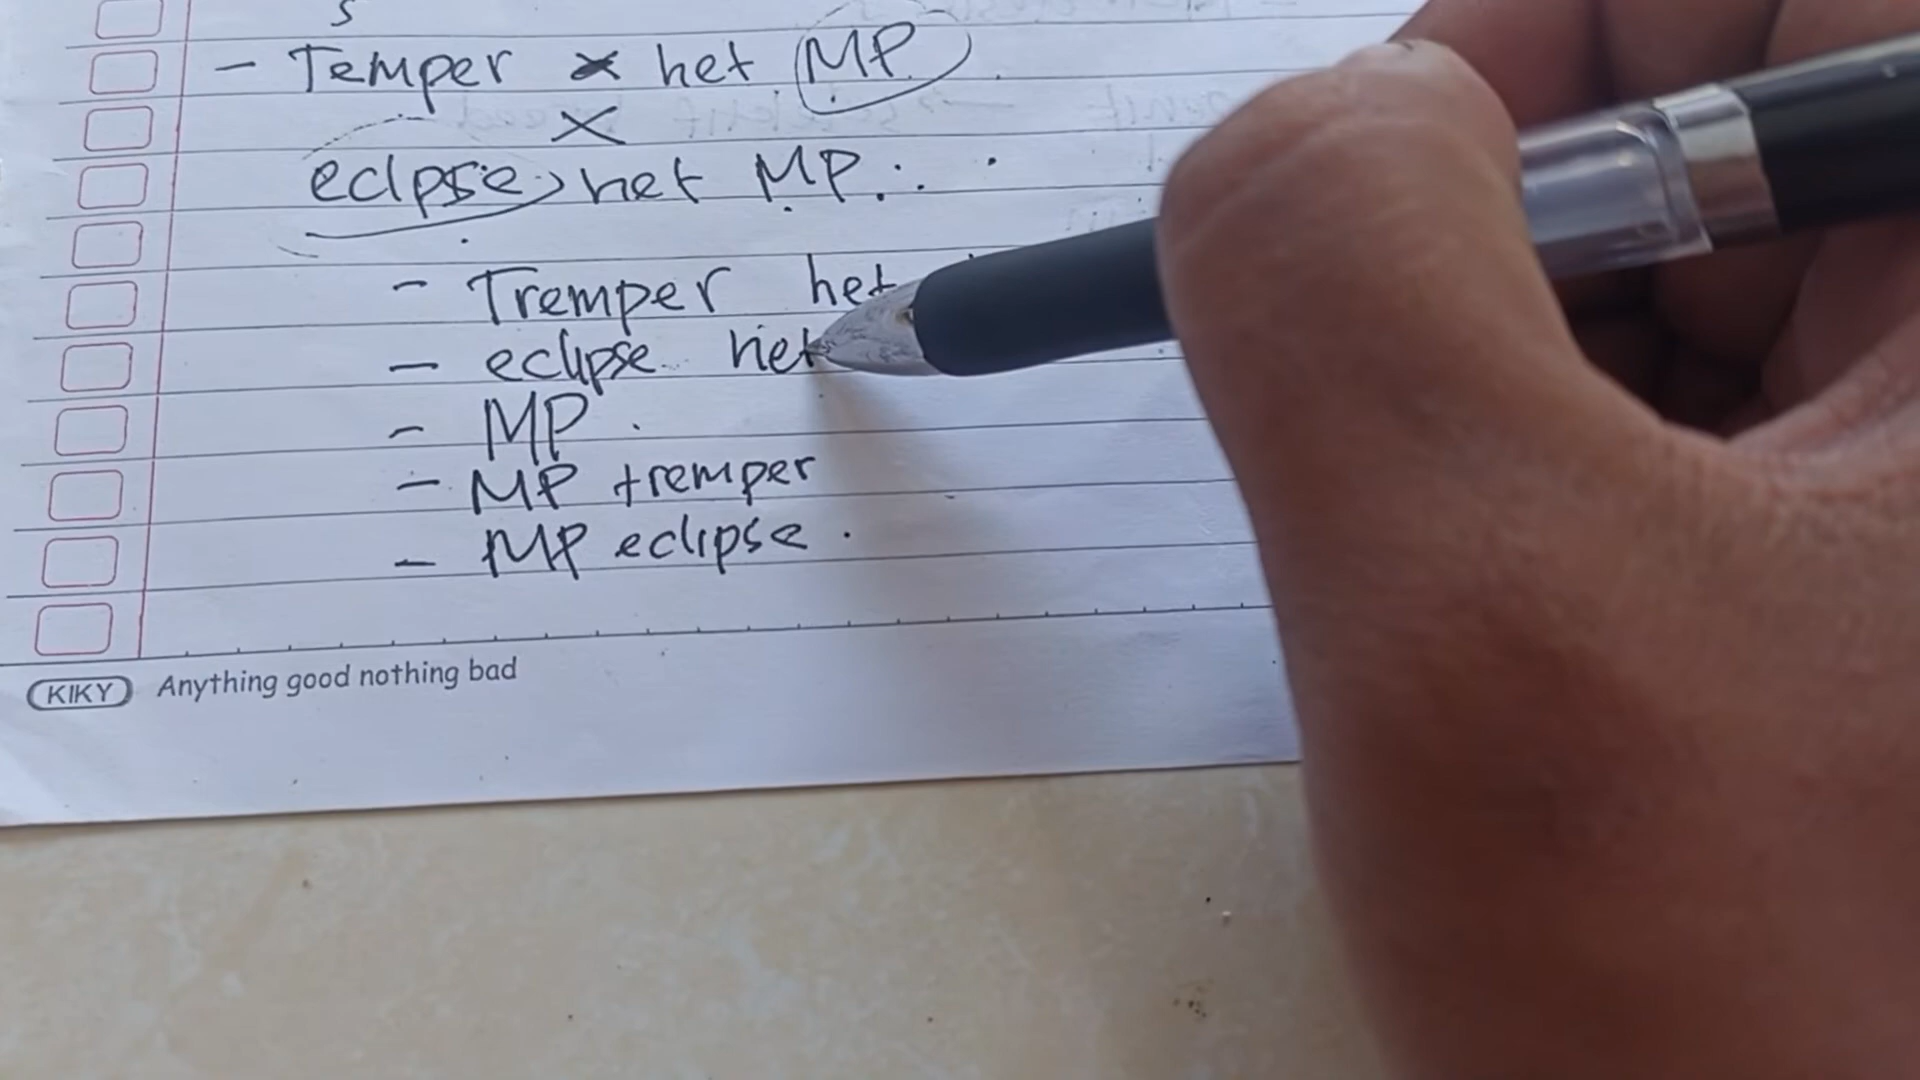 s
- Temper x het MP
x
eclpse het MP.
- Tremper het
- eclipse het
- MP
- MP tremper
- MP eclipse.
KIKY Anything good nothing bad